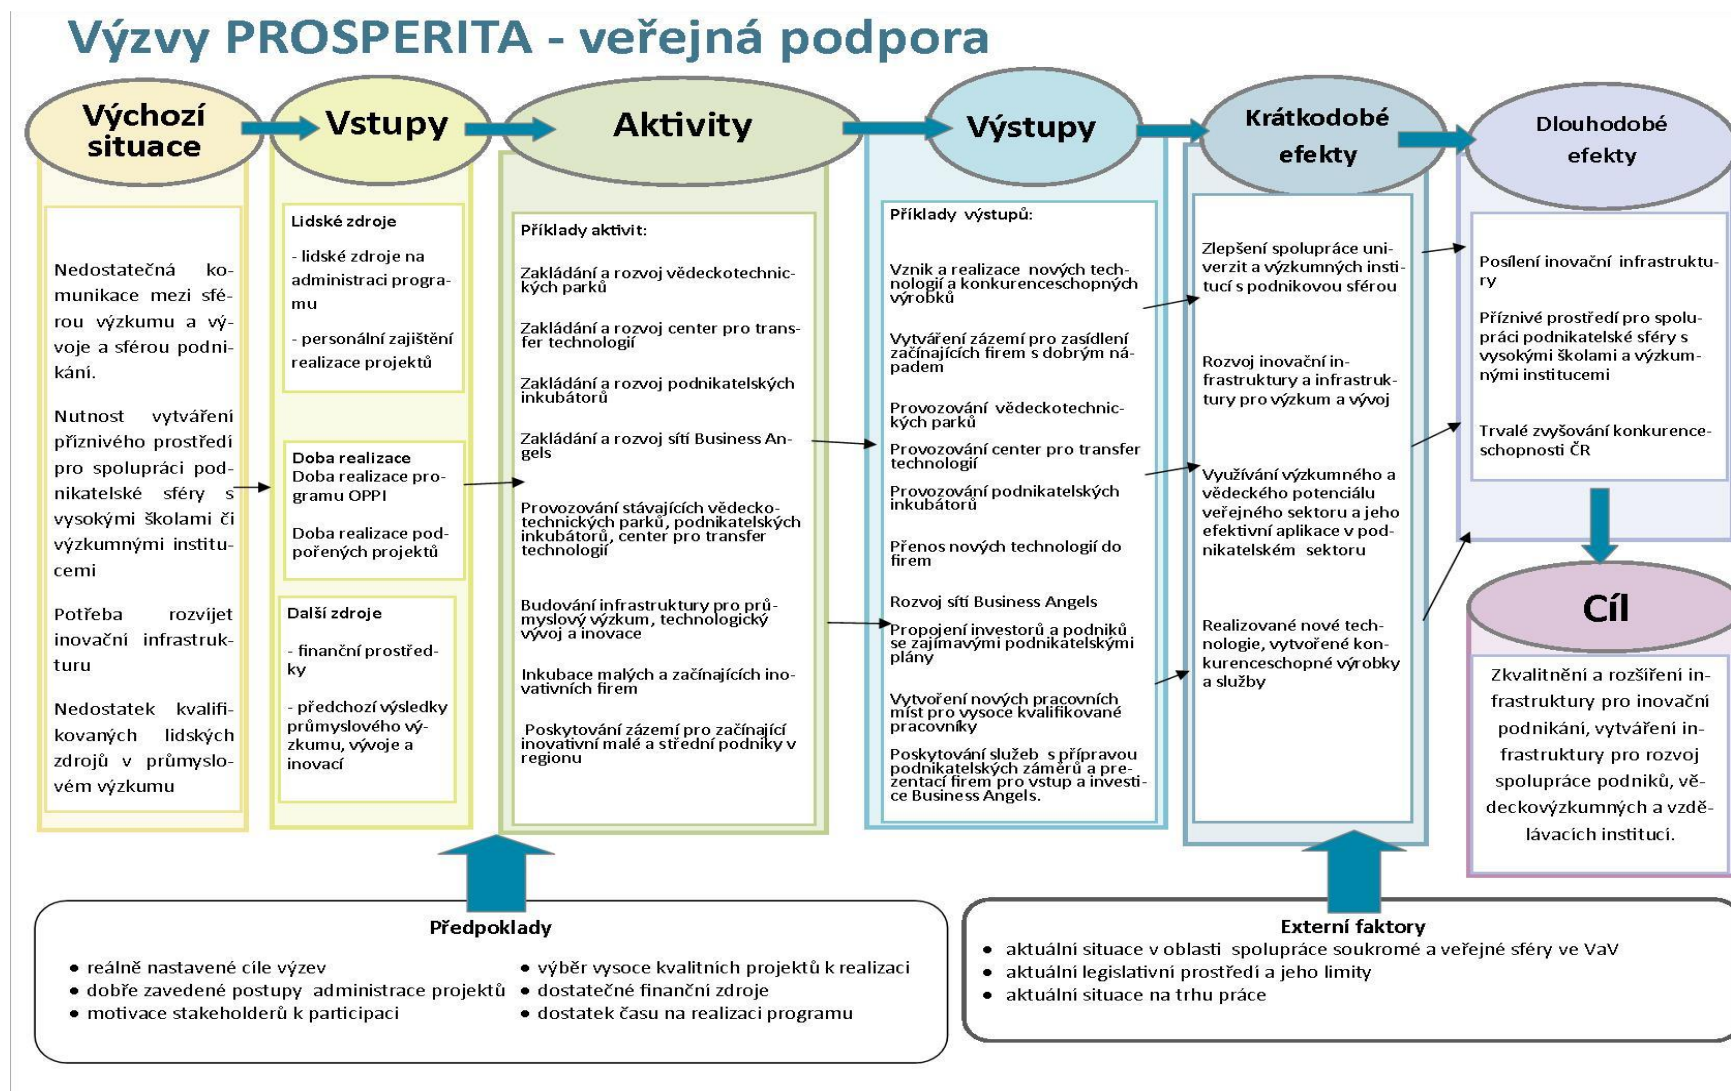 Výzvy PROSPERITA - veřejná podpora
Výchozí
situace
Vstupy
Aktivity
Výstupy
Krátkodobé
efekty
Dlouhodobé
efekty
Nedostatečná ko-
munikace mezi sfé-
rou výzkumu a vý-
voje a sférou podni-
kání.
Nutnost vytváření
příznivého prostředí
pro spolupráci pod-
nikatelské sféry s
vysokými školami či
výzkumnými institu-
cemi
Potřeba rozvíjet
inovační infrastruk-
turu
Nedostatek kvalifi-
kovaných lidských
zdrojů v průmyslo-
vém výzkumu
Lidské zdroje
- lidské zdroje na
administraci progra-
mu
- personální zajištění
realizace projektů
Doba realizace
Doba realizace pro-
gramu OPPI
Doba realizace pod-
pořených projektů
Další zdroje
- finanční prostřed-
ky
- předchozí výsledky
průmyslového vý-
zkumu, vývoje a
inovací
Příklady aktivit:
Zakládání a rozvoj vědeckotechnic-
kých parků
Zakládání a rozvoj center pro trans-
fer technologií
Zakládání a rozvoj podnikatelských
inkubátorů
Zakládání a rozvoj sítí Business An-
gels
Provozování stávajících vědecko-
technických parků, podnikatelských
inkubátorů, center pro transfer
technologií
Budování infrastruktury pro prů-
myslový výzkum, technologický
vývoj a inovace
Inkubace malých a začínajících ino-
vativních firem
Poskytování zázemí pro začínající
inovativní malé a střední podniky v
regionu
Příklady výstupů:
Vznik a realizace nových tech-
nologií a konkurenceschopných
výrobků
Vytváření zázemí pro zasídlení
začínajících firem s dobrým ná-
padem
Provozování vědeckotechnic-
kých parků
Provozování center pro transfer
technologií
Provozování podnikatelských
inkubátorů
Přenos nových technologií do
firem
Rozvoj sítí Business Angels
Propojení investorů a podniků
se zajímavými podnikatelskými
plány
Vytvoření nových pracovních
míst pro vysoce kvalifikované
pracovníky
Poskytování služeb s přípravou
podnikatelských záměrů a pre-
zentací firem pro vstup a investi-
ce Business Angels.
Zlepšení spolupráce uni-
verzit a výzkumných insti-
tucí s podnikovou sférou
Rozvoj inovační in-
frastruktury a infrastruk-
tury pro výzkum a vývoj
Využívání výzkumného a
vědeckého potenciálu
veřejného sektoru a jeho
efektivní aplikace v pod-
nikatelském sektoru
Realizované nové tech-
nologie, vytvořené kon-
kurenceschopné výrobky
a služby
Posílení inovační infrastruktu-
ry
Příznivé prostředí pro spolu-
práci podnikatelské sféry s
vysokými školami a výzkum-
nými institucemi
Trvalé zvyšování konkurence-
schopnosti ČR
Cíl
Zkvalitnění a rozšíření in-
frastruktury pro inovační
podnikání, vytváření in-
frastruktury pro rozvoj
spolupráce podniků, vě-
deckovýzkumných a vzdě-
lávacích institucí.
Předpoklady
• reálně nastavené cíle výzev
• dobře zavedené postupy administrace projektů
• motivace stakeholderů k participaci
• výběr vysoce kvalitních projektů k realizaci
• dostatečné finanční zdroje
• dostatek času na realizaci programu
Externí faktory
• aktuální situace v oblasti spolupráce soukromé a veřejné sféry ve VaV
• aktuální legislativní prostředí a jeho limity
• aktuální situace na trhu práce